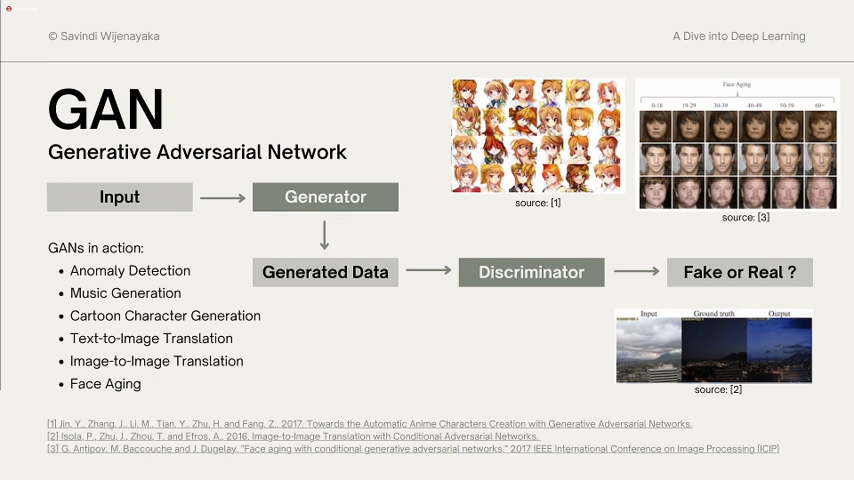 © Savindi Wijenayaka
A Dive into Deep Learning
GAN
Generative Adversarial Network
Input
Generator
Generated Data
Discriminator
Fake or Real ?
GANs in action:
• Anomaly Detection
• Music Generation
• Cartoon Character Generation
• Text-to-Image Translation
• Image-to-Image Translation
• Face Aging
source: [1]
Face Aging
0-18 19-29 30-39 40-49 50-59 60+
source: [3]
Input Ground truth Output
source: [2]
[1] Jin, Y., Zhang, J., Li, M., Tian, Y., Zhu, H. and Fang, Z., 2017. Towards the Automatic Anime Characters Creation with Generative Adversarial Networks.
[2] Isola, P., Zhu, J., Zhou, T. and Efros, A., 2016. Image-to-Image Translation with Conditional Adversarial Networks.
[3] G. Antipov, M. Baccouche and J. Dugelay, "Face aging with conditional generative adversarial networks," 2017 IEEE International Conference on Image Processing (ICIP)